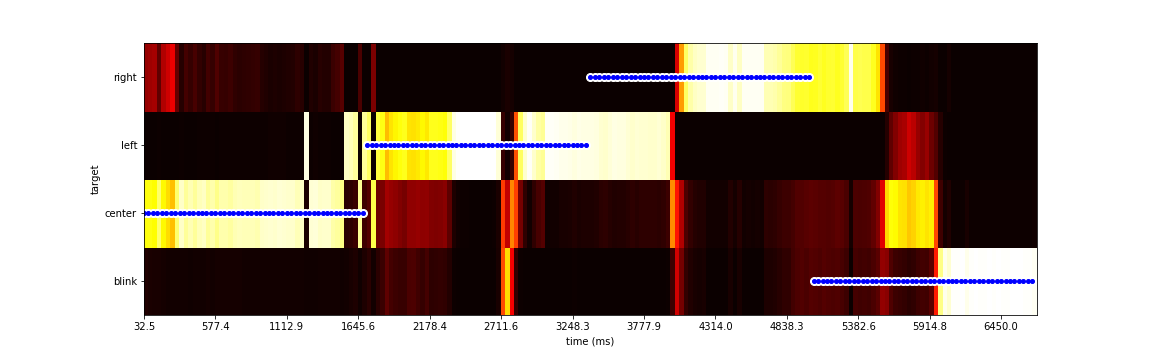 right
left
center
blink
target
32.5 577.4 1112.9 1645.6 2178.4 2711.6 3248.3 3777.9 4314.0 4838.3 5382.6 5914.8 6450.0
time (ms)